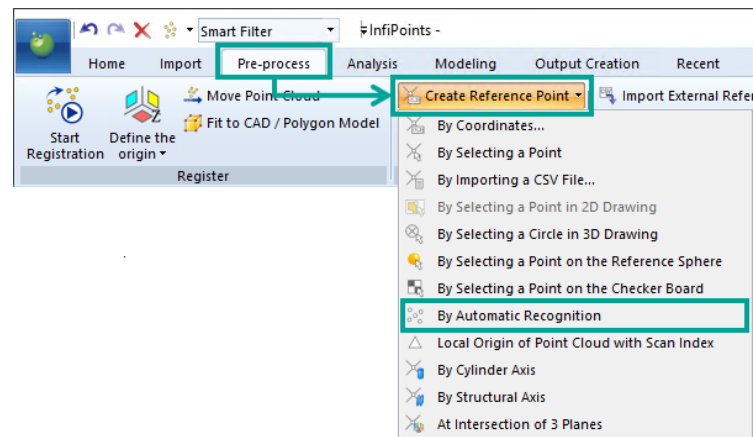 Smart Filter
InfiPoints -
Home Import Pre-process Analysis Modeling Output Creation Recent
Move Point Cloud
Create Reference Point
Import External Refe
Fit to CAD / Polygon Model
Start Registration
Define the origin
Register
By Coordinates...
By Selecting a Point
By Importing a CSV File...
By Selecting a Point in 2D Drawing
By Selecting a Circle in 3D Drawing
By Selecting a Point on the Reference Sphere
By Selecting a Point on the Checker Board
By Automatic Recognition
Local Origin of Point Cloud with Scan Index
By Cylinder Axis
By Structural Axis
At Intersection of 3 Planes